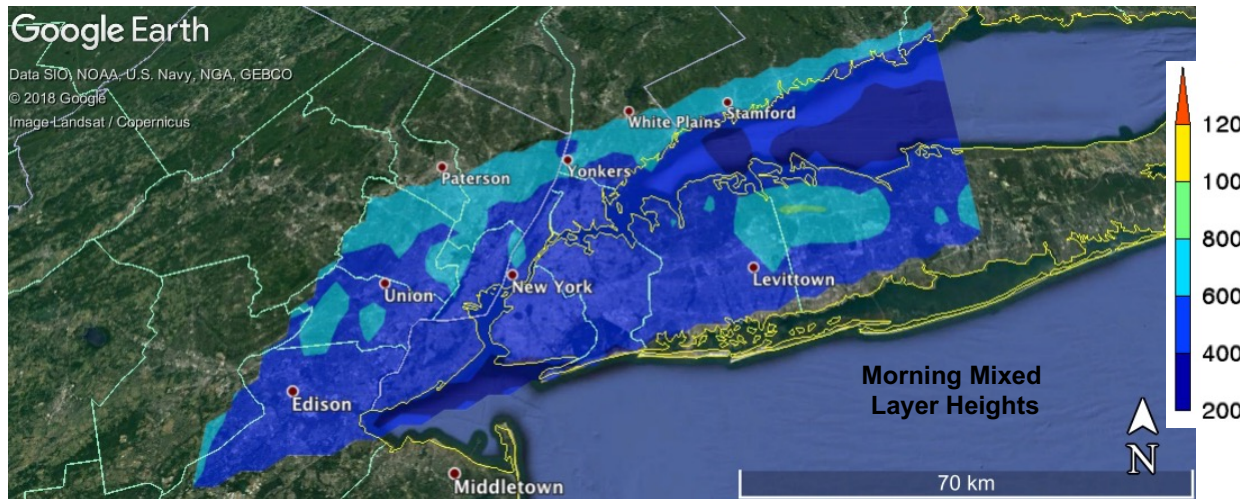 Google Earth
Data SIO, NOAA, U.S. Navy, NGA, GEBCO
© 2018 Google
Image Landsat / Copernicus
White Plains
Stamford
Paterson
Yonkers
Union
New York
Levittown
Edison
Middletown
Morning Mixed
Layer Heights
N
70 km
120
100
800
600
400
200